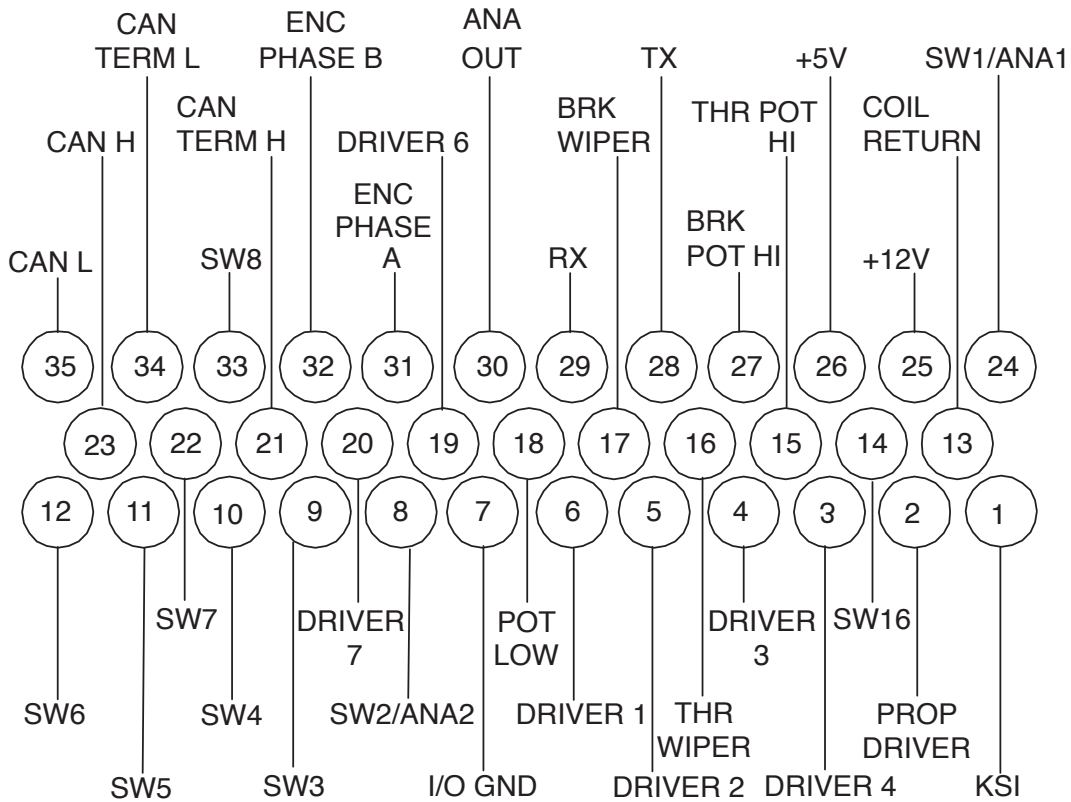 CAN
TERM L
ENC
PHASE B
ANA
OUT
TX
+5V
SW1/ANA1
CAN H
CAN
TERM H
DRIVER 6
BRK
WIPER
THR POT
HI
COIL
RETURN
CAN L
SW8
ENC
PHASE
A
RX
BRK
POT HI
+12V
35 34 33 32 31 30 29 28 27 26 25 24
23 22 21 20 19 18 17 16 15 14 13
12 11 10 9 8 7 6 5 4 3 2 1
SW7
DRIVER
7
POT
LOW
DRIVER
3
SW16
SW6
SW4
SW2/ANA2
DRIVER 1
THR
WIPER
PROP
DRIVER
SW5
SW3
I/O GND
DRIVER 2
DRIVER 4
KSI